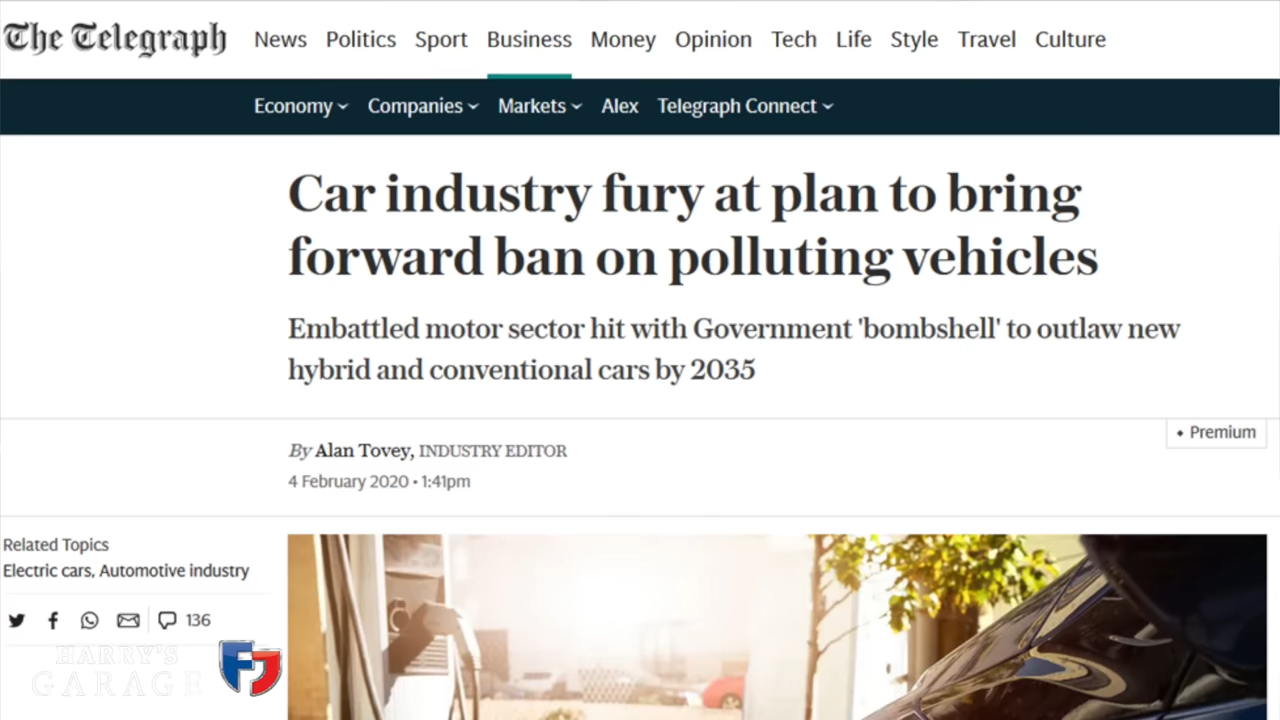 The Telegraph
News Politics Sport Business Money Opinion Tech Life Style Travel Culture
Economy Companies Markets Alex Telegraph Connect
Car industry fury at plan to bring
forward ban on polluting vehicles
Embattled motor sector hit with Government 'bombshell' to outlaw new
hybrid and conventional cars by 2035
Premium
By Alan Tovey, INDUSTRY EDITOR
4 February 2020 • 1:41pm
Related Topics
Electric cars, Automotive industry
136
HARRY'S
GARAGE